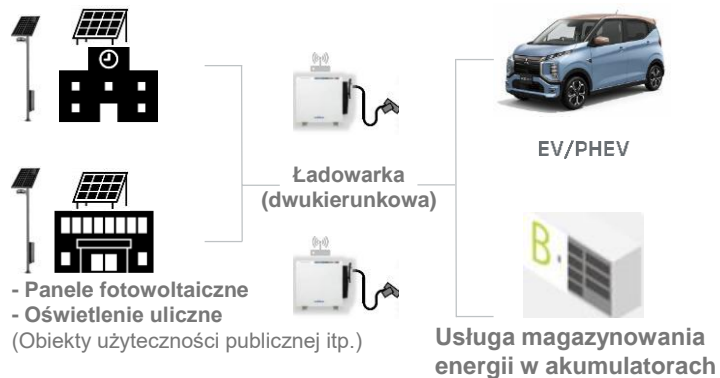 EV/PHEV
Ładowarka
(dwukierunkowa)
B
- Panele fotowoltaiczne
- Oświetlenie uliczne
(Obiekty użyteczności publicznej itp.)
Usługa magazynowania
energii w akumulatorach